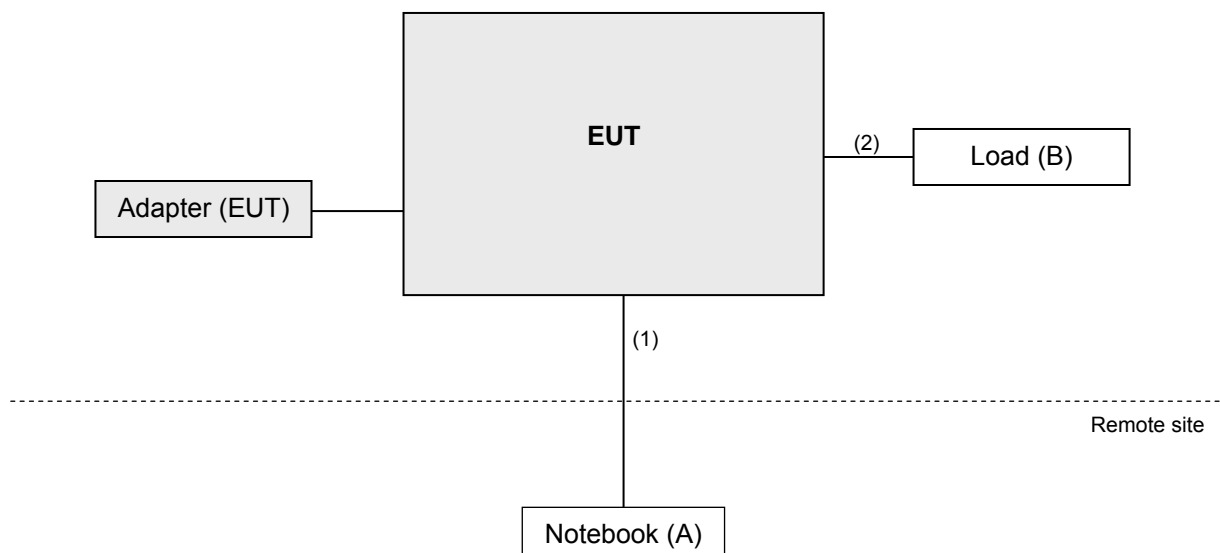 EUT
(2)
Load (B)
Adapter (EUT)
(1)
Remote site
Notebook (A)